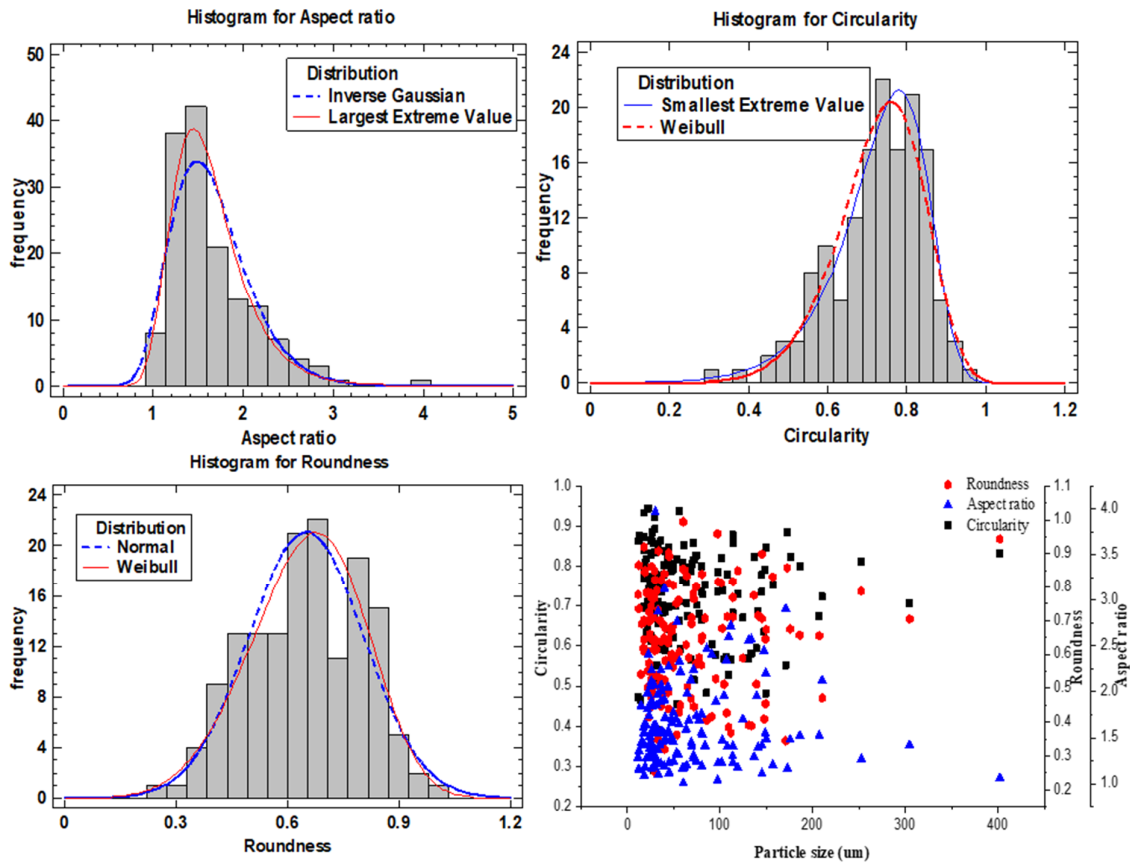 Histogram for Aspect ratio
50
40
30
20
10
0
frequency
Distribution
Inverse Gaussian
Largest Extreme Value
0 1 2 3 4 5
Aspect ratio
Histogram for Circularity
24
20
16
12
8
4
0
frequency
Distribution
Smallest Extreme Value
Weibull
0 0.2 0.4 0.6 0.8 1 1.2
Circularity
Histogram for Roundness
24
20
16
12
8
4
0
frequency
Distribution
Normal
Weibull
0 0.3 0.6 0.9 1.2
Roundness
1.0
0.9
0.8
0.7
0.6
0.5
0.4
0.3
0.2
Circularity
Roundness
Aspect ratio
Circularity
1.1
1.0
0.9
0.8
0.7
0.6
0.5
0.4
0.3
0.2
Roundness
4.0
3.5
3.0
2.5
2.0
1.5
1.0
Aspect ratio
0 100 200 300 400
Particle size (um)